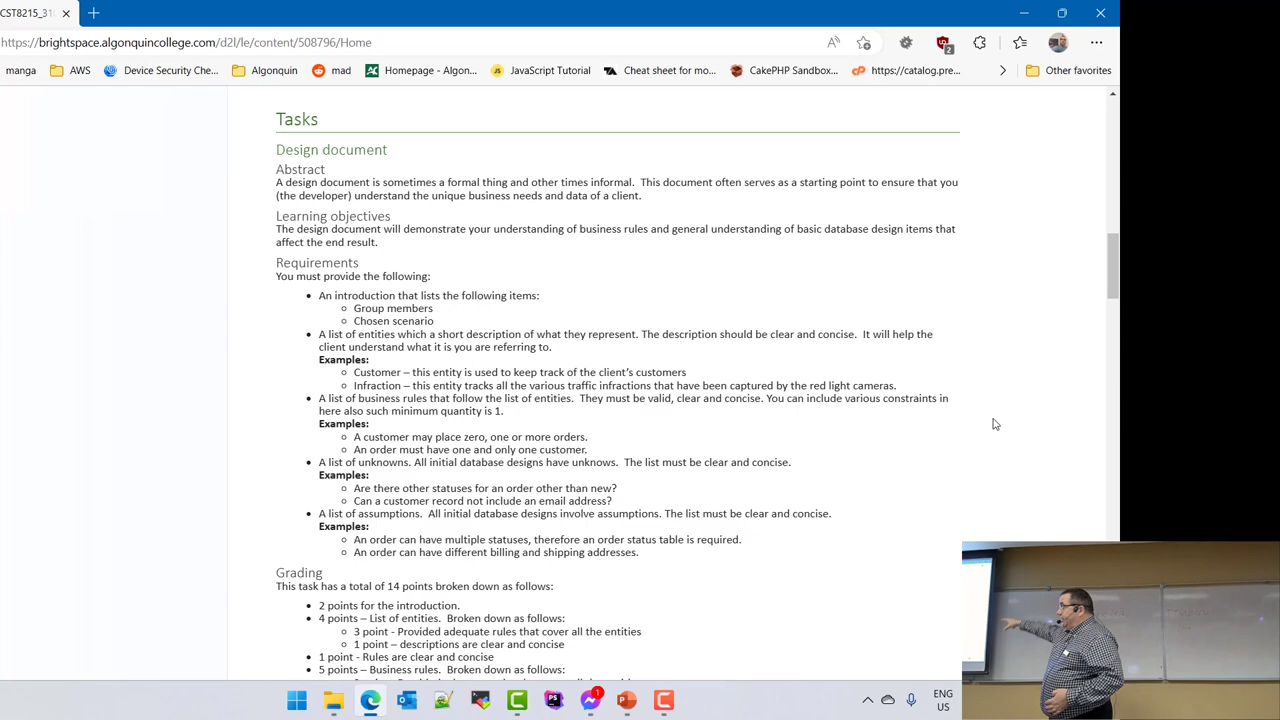 CST8215_31
https://brightspace.algonquincollege.com/d2l/le/content/508796/Home
2
manga
AWS
Device Security Che...
Algonquin
mad
Homepage - Algon...
JS JavaScript Tutorial
Cheat sheet for mo...
CakePHP Sandbox...
https://catalog.pre...
Other favorites
Tasks
Design document
Abstract
A design document is sometimes a formal thing and other times informal. This document often serves as a starting point to ensure that you
(the developer) understand the unique business needs and data of a client.
Learning objectives
The design document will demonstrate your understanding of business rules and general understanding of basic database design items that
affect the end result.
Requirements
You must provide the following:
• An introduction that lists the following items:
○ Group members
○ Chosen scenario
• A list of entities which a short description of what they represent. The description should be clear and concise. It will help the
client understand what it is you are referring to.
Examples:
○ Customer – this entity is used to keep track of the client's customers
○ Infraction – this entity tracks all the various traffic infractions that have been captured by the red light cameras.
• A list of business rules that follow the list of entities. They must be valid, clear and concise. You can include various constraints in
here also such minimum quantity is 1.
Examples:
○ A customer may place zero, one or more orders.
○ An order must have one and only one customer.
• A list of unknowns. All initial database designs have unknows. The list must be clear and concise.
Examples:
○ Are there other statuses for an order other than new?
○ Can a customer record not include an email address?
• A list of assumptions. All initial database designs involve assumptions. The list must be clear and concise.
Examples:
○ An order can have multiple statuses, therefore an order status table is required.
○ An order can have different billing and shipping addresses.
Grading
This task has a total of 14 points broken down as follows:
• 2 points for the introduction.
• 4 points – List of entities. Broken down as follows:
○ 3 point - Provided adequate rules that cover all the entities
○ 1 point – descriptions are clear and concise
• 1 point - Rules are clear and concise
• 5 points – Business rules. Broken down as follows:
PS
1
ENG
US